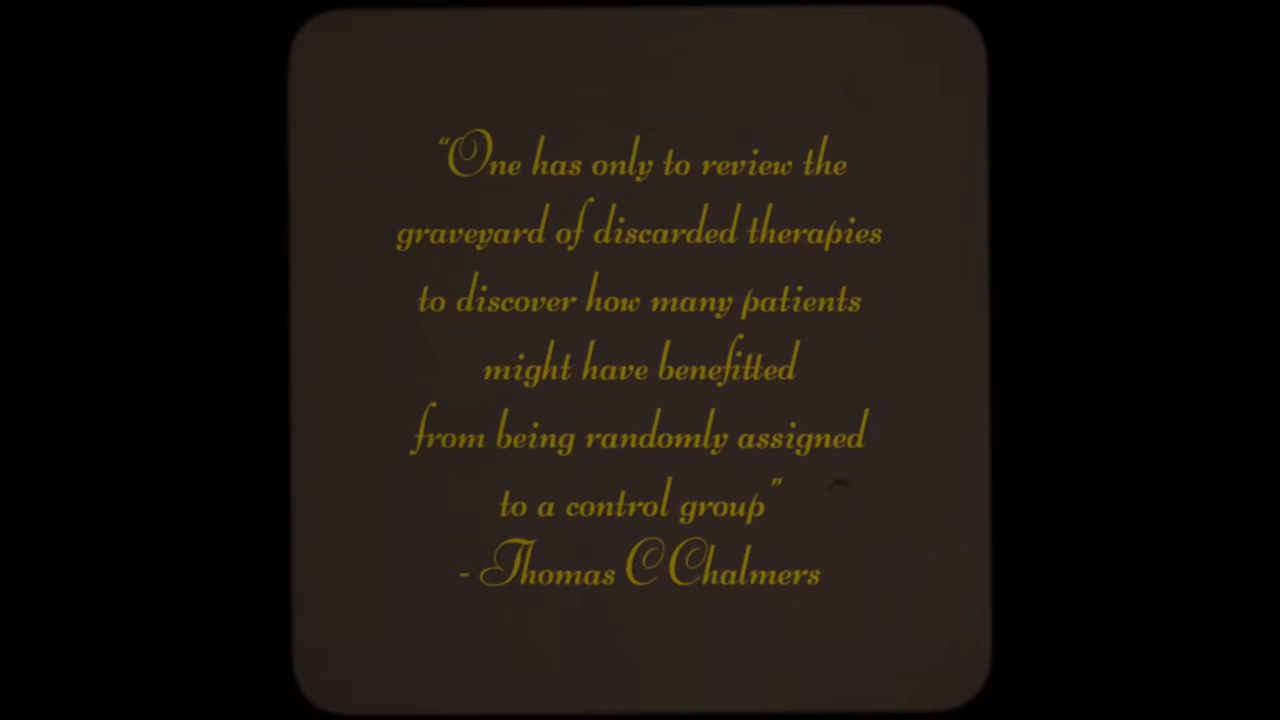 “One has only to review the
graveyard of discarded therapies
to discover how many patients
might have benefitted
from being randomly assigned
to a control group”
- Thomas C Chalmers